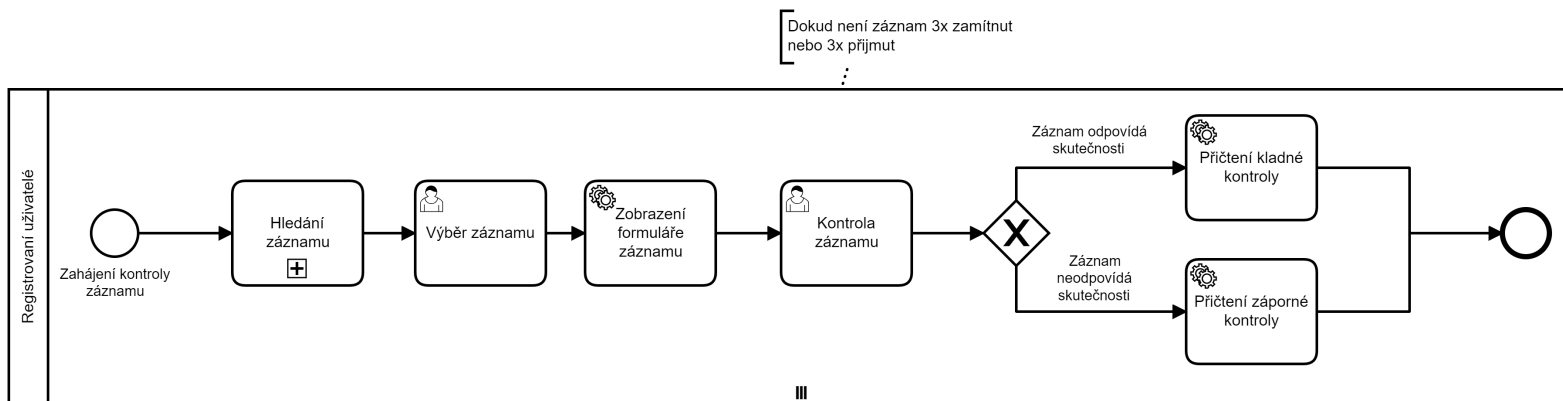 Dokud není záznam 3x zamítnut
nebo 3x přijmut
Registrovaní uživatelé
Zahájení kontroly
záznamu
Hledání
záznamu
Výběr záznamu
Zobrazení
formuláře
záznamu
Kontrola
záznamu
X
Záznam odpovídá
skutečnosti
Záznam
neodpovídá
skutečnosti
Přičtení kladné
kontroly
Přičtení záporné
kontroly